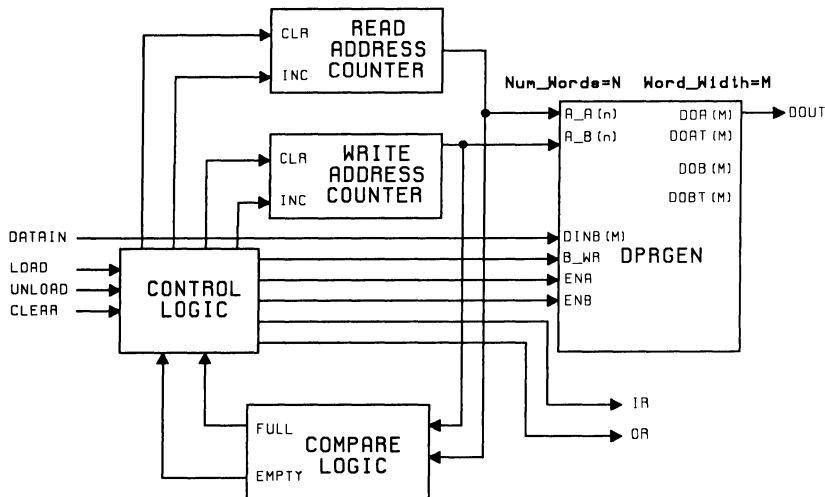 CLR
READ
ADDRESS
COUNTER
INC
Num_Words=N Word_Width=M
A_A(n)
DOA(M)
DOUT
A_B(n)
DOAT(M)
CLR
WRITE
ADDRESS
COUNTER
INC
DOB(M)
DOBT(M)
DATAIN
DINB(M)
LOAD
B_WR
DPRGEN
UNLOAD
CONTROL
LOGIC
ENA
CLEAR
ENB
IR
FULL
COMPARE
LOGIC
OR
EMPTY